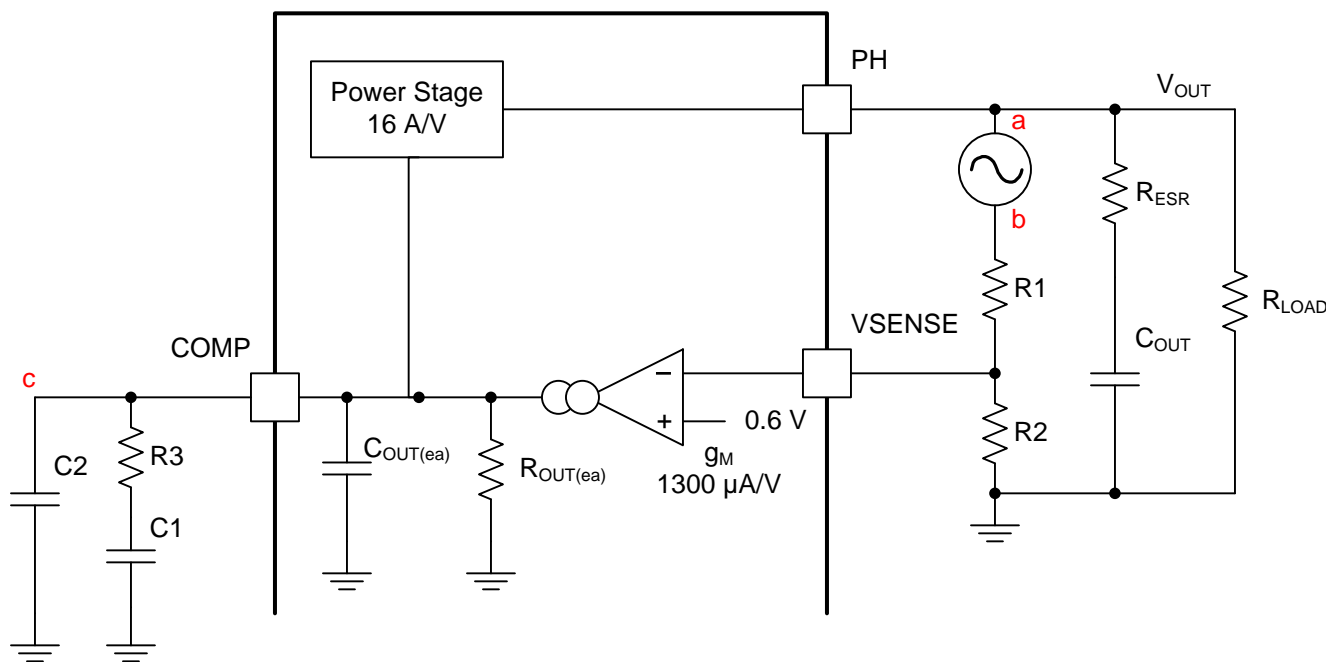 PH
Power Stage
16 A/V
VOUT
a
RESR
b
R1
RLOAD
VSENSE
COMP
COUT
c
−
+
0.6 V
R2
R3
COUT(ea)
ROUT(ea)
gM
1300 µA/V
C2
C1